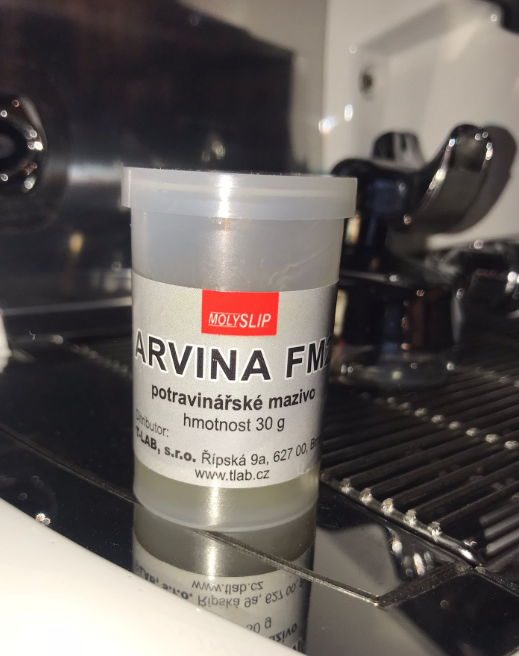 MOLYSLIP
ARVINA FM
potravinářské mazivo
hmotnost 30 g
T-LAB, s.r.o. Řípská 9a, 627 00,
www.tlab.cz